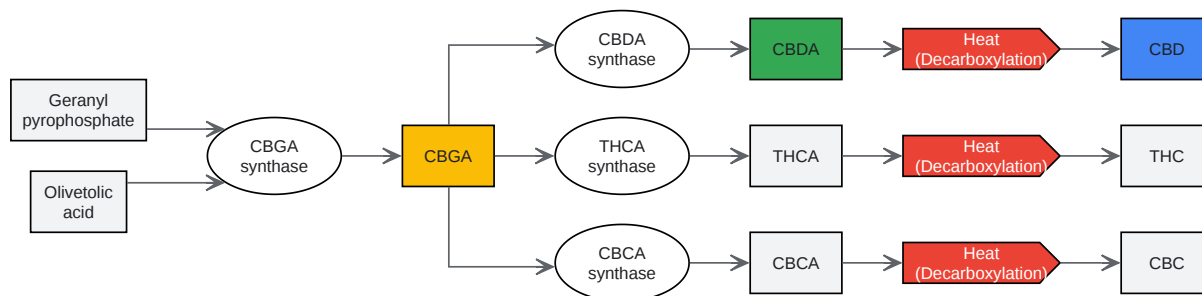 Geranyl
pyrophosphate
Olivetolic
acid
CBGA
synthase
CBGA
CBDA
synthase
CBDA
Heat
(Decarboxylation)
CBD
THCA
synthase
THCA
Heat
(Decarboxylation)
THC
CBCA
synthase
CBCA
Heat
(Decarboxylation)
CBC